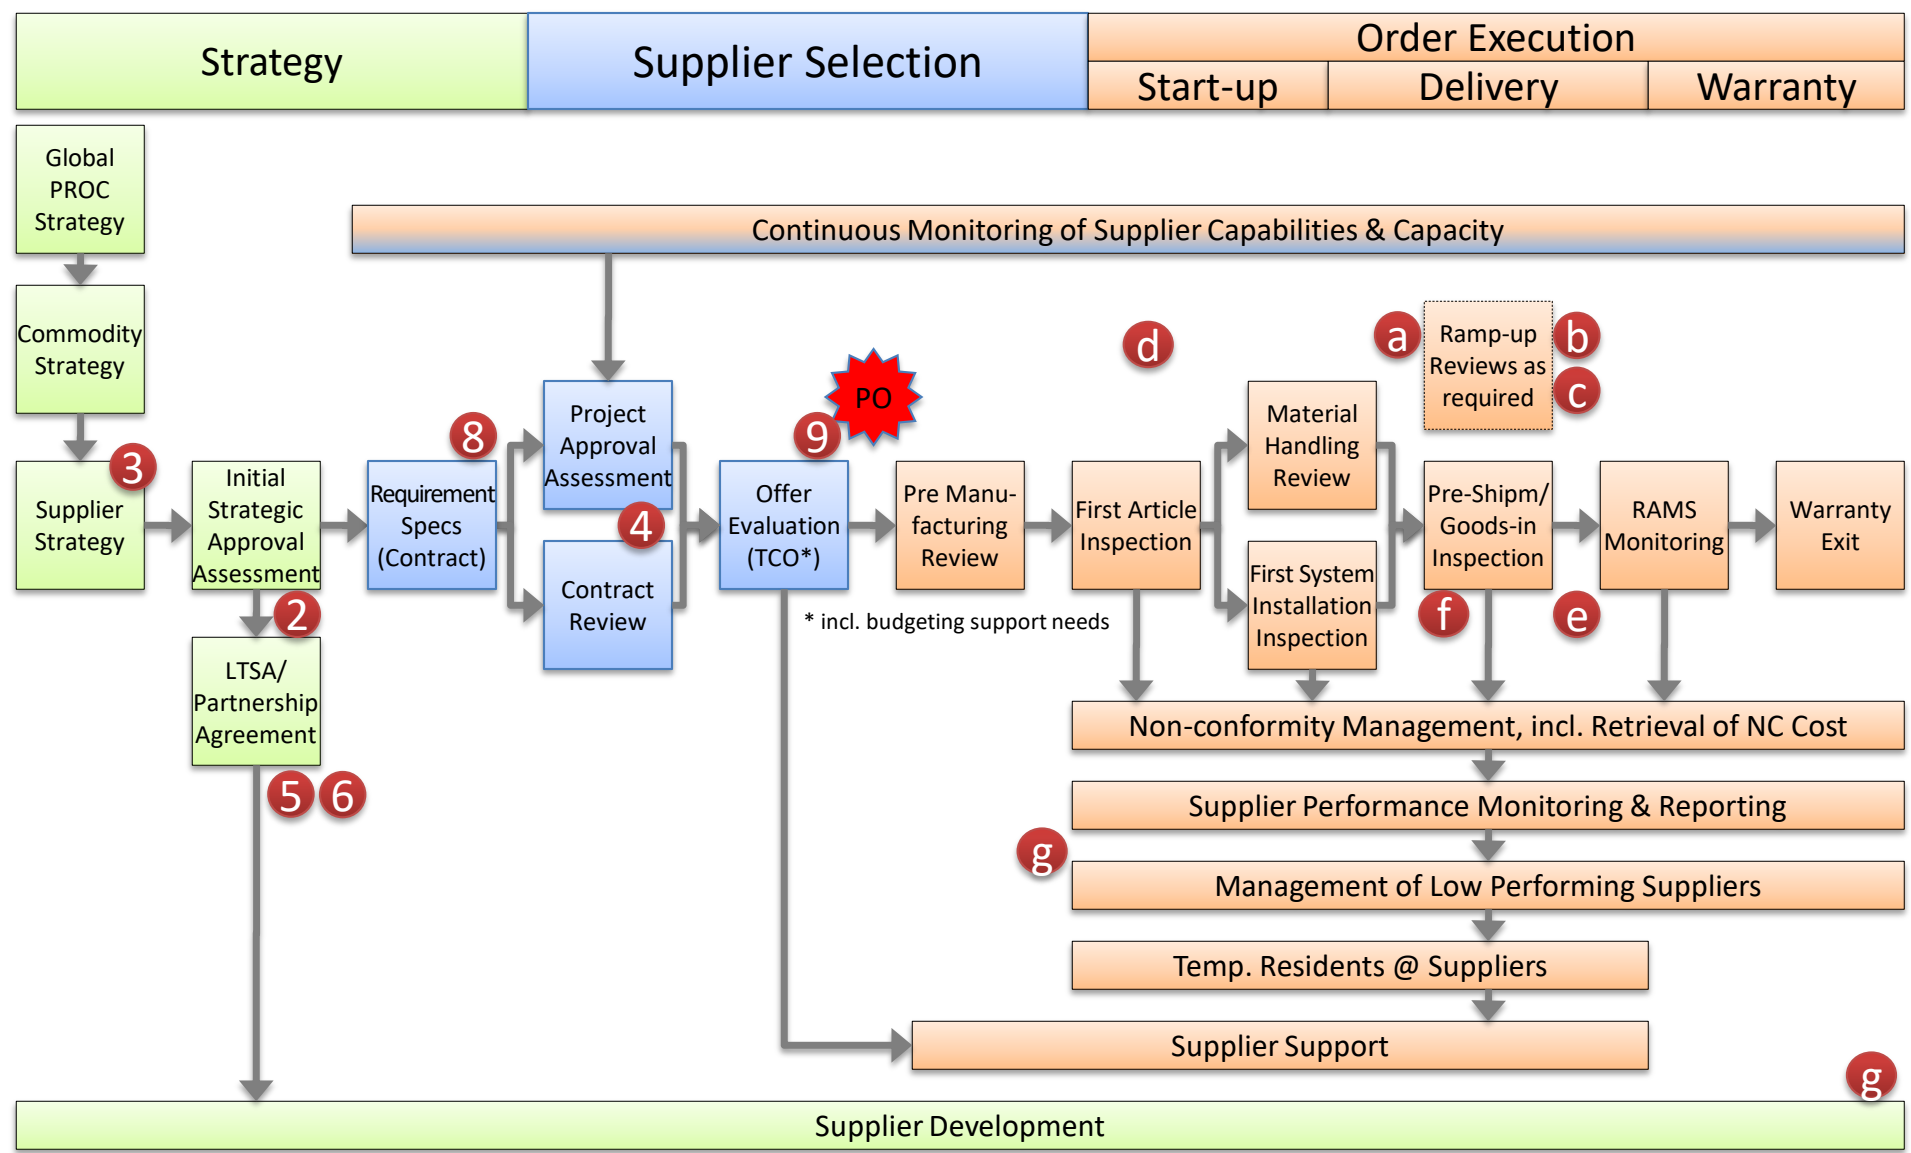 Strategy
Supplier Selection
Order Execution
Start-up
Delivery
Warranty
Global
PROC
Strategy
Continuous Monitoring of Supplier Capabilities & Capacity
Commodity
Strategy
d
a
Ramp-up
Reviews as
required
b
c
PO
3
Supplier
Strategy
Initial
Strategic
Approval
Assessment
2
8
Requirement
Specs
(Contract)
Project
Approval
Assessment
4
Contract
Review
9
Offer
Evaluation
(TCO*)
Pre Manu-
facturing
Review
First Article
Inspection
Material
Handling
Review
First System
Installation
Inspection
Pre-Shipm/
Goods-in
Inspection
RAMS
Monitoring
Warranty
Exit
f
e
* incl. budgeting support needs
LTSA/
Partnership
Agreement
5
6
Non-conformity Management, incl. Retrieval of NC Cost
Supplier Performance Monitoring & Reporting
g
Management of Low Performing Suppliers
Temp. Residents @ Suppliers
Supplier Support
g
Supplier Development